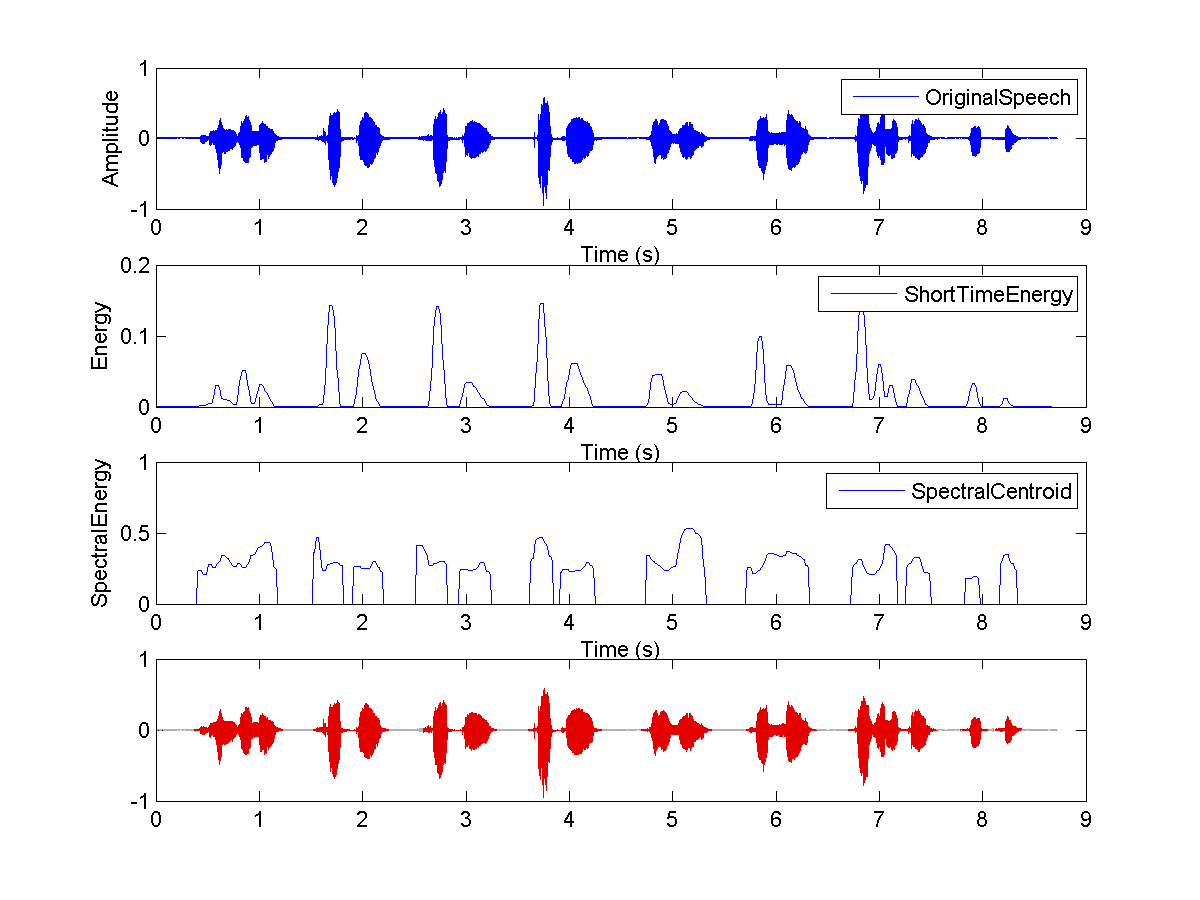 1
0
-1
Amplitude
OriginalSpeech
0 1 2 3 4 5 6 7 8 9
Time (s)
0.2
0.1
0
Energy
ShortTimeEnergy
0 1 2 3 4 5 6 7 8 9
Time (s)
1
0.5
0
SpectralEnergy
SpectralCentroid
0 1 2 3 4 5 6 7 8 9
Time (s)
1
0
-1
0 1 2 3 4 5 6 7 8 9